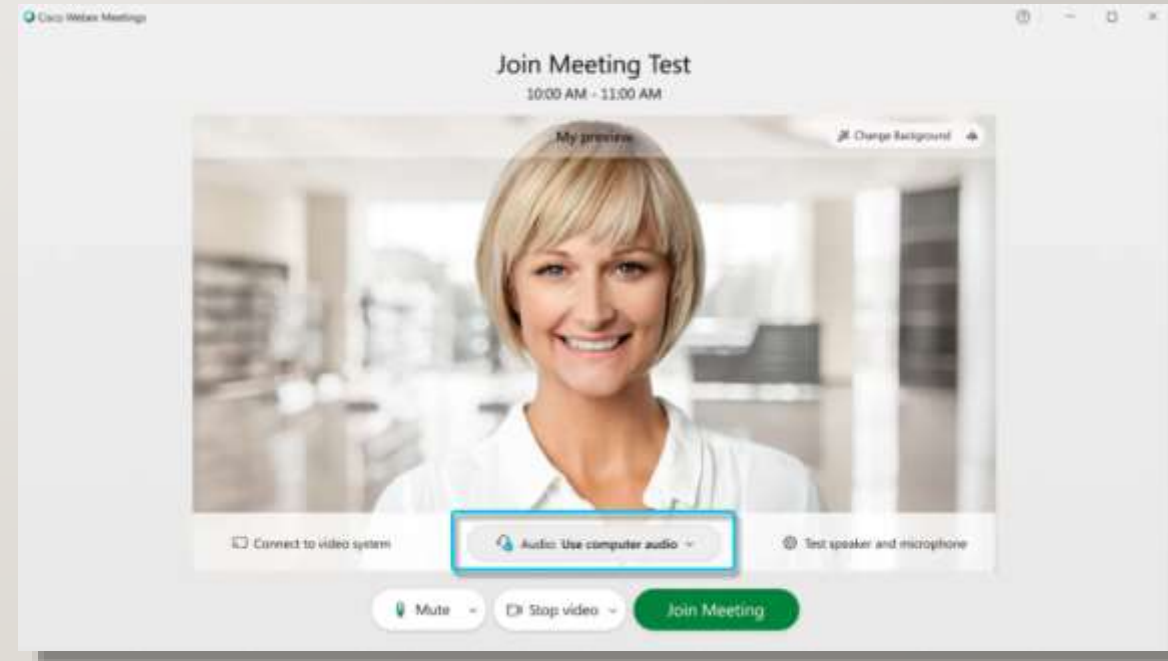 Cisco Webex Meetings
Join Meeting Test
10:00 AM - 11:00 AM
My preview
Change Background
Connect to video system
Audio: Use computer audio
Test speaker and microphone
Mute
Stop video
Join Meeting